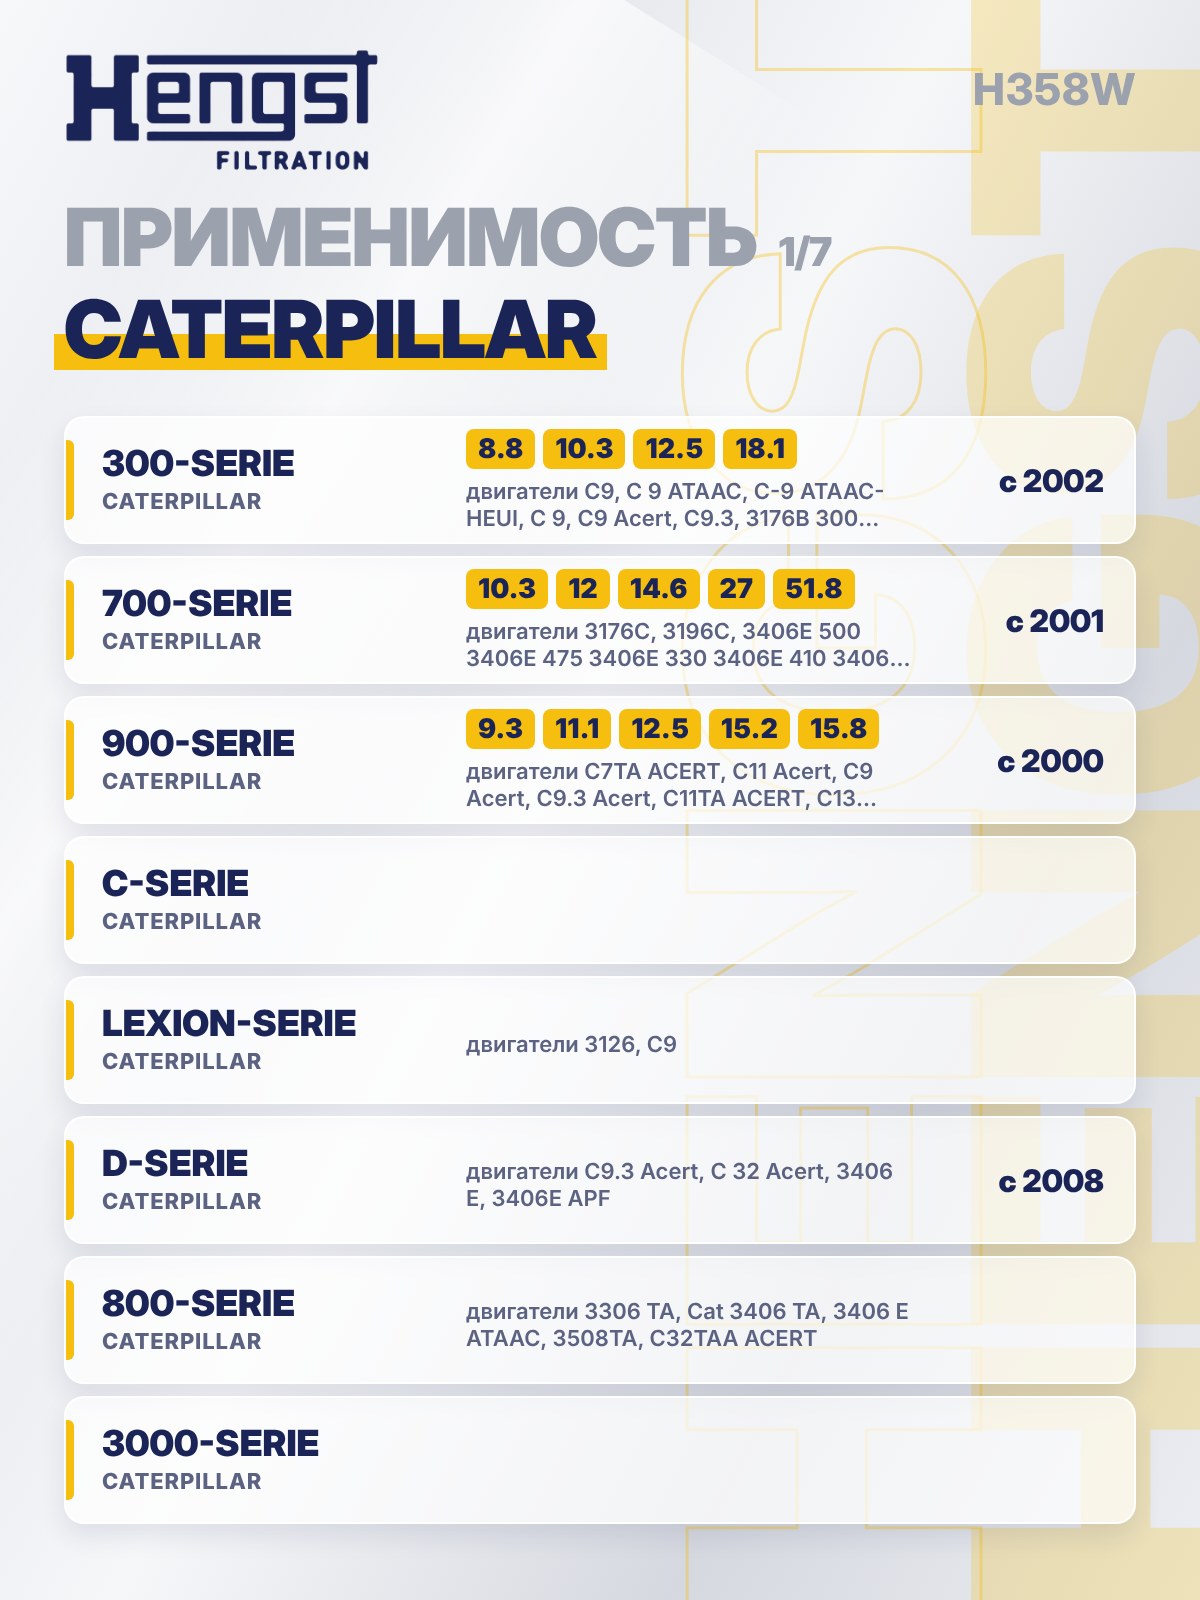 Hengst
FILTRATION
H358W
ПРИМЕНИМОСТЬ 1/7
CATERPILLAR
300-SERIE
CATERPILLAR
8.8 10.3 12.5 18.1
двигатели C9, C 9 ATAAC, C-9 ATAAC-
HEUI, C 9, C9 Acert, C9.3, 3176B 300...
с 2002
700-SERIE
CATERPILLAR
10.3 12 14.6 27 51.8
двигатели 3176C, 3196C, 3406E 500
3406E 475 3406E 330 3406E 410 3406...
с 2001
900-SERIE
CATERPILLAR
9.3 11.1 12.5 15.2 15.8
двигатели C7TA ACERT, C11 Acert, C9
Acert, C9.3 Acert, C11TA ACERT, C13...
с 2000
C-SERIE
CATERPILLAR
LEXION-SERIE
CATERPILLAR
двигатели 3126, C9
D-SERIE
CATERPILLAR
двигатели C9.3 Acert, C 32 Acert, 3406
E, 3406E APF
с 2008
800-SERIE
CATERPILLAR
двигатели 3306 TA, Cat 3406 TA, 3406 E
ATAAC, 3508TA, C32TAA ACERT
3000-SERIE
CATERPILLAR
HENGST
HENGST